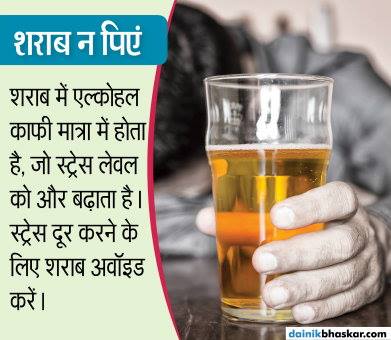 शराब न पिएं
शराब में एल्कोहल
काफी मात्रा में होता
है, जो स्ट्रेस लेवल
को और बढ़ाता है।
स्ट्रेस दूर करने के
लिए शराब अवॉइड
करें।
dainikbhaskar.com